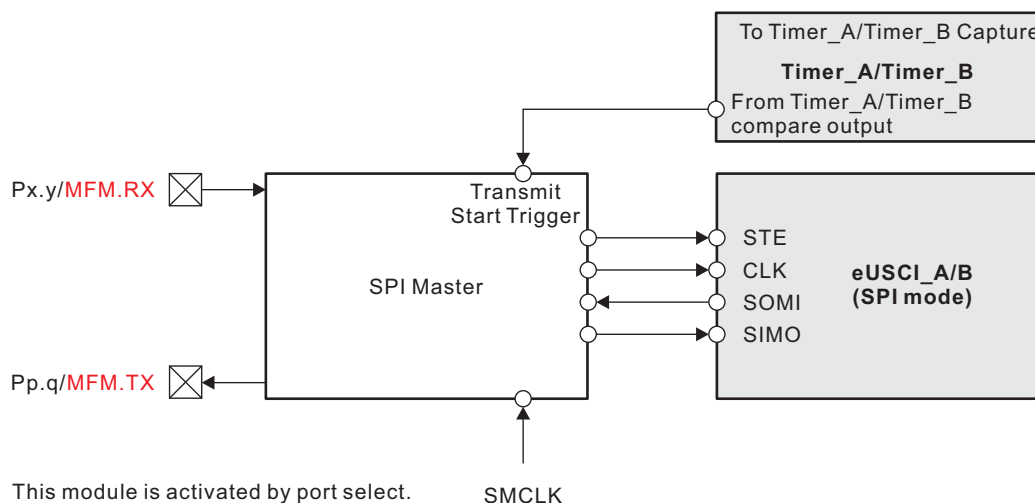 To Timer_A/Timer_B Capture
Timer_A/Timer_B
From Timer_A/Timer_B
compare output
Px.y/MFM.RX
Transmit
Start Trigger
STE
CLK
SOMI
SIMO
eUSCI_A/B
(SPI mode)
SPI Master
Pp.q/MFM.TX
This module is activated by port select.
SMCLK